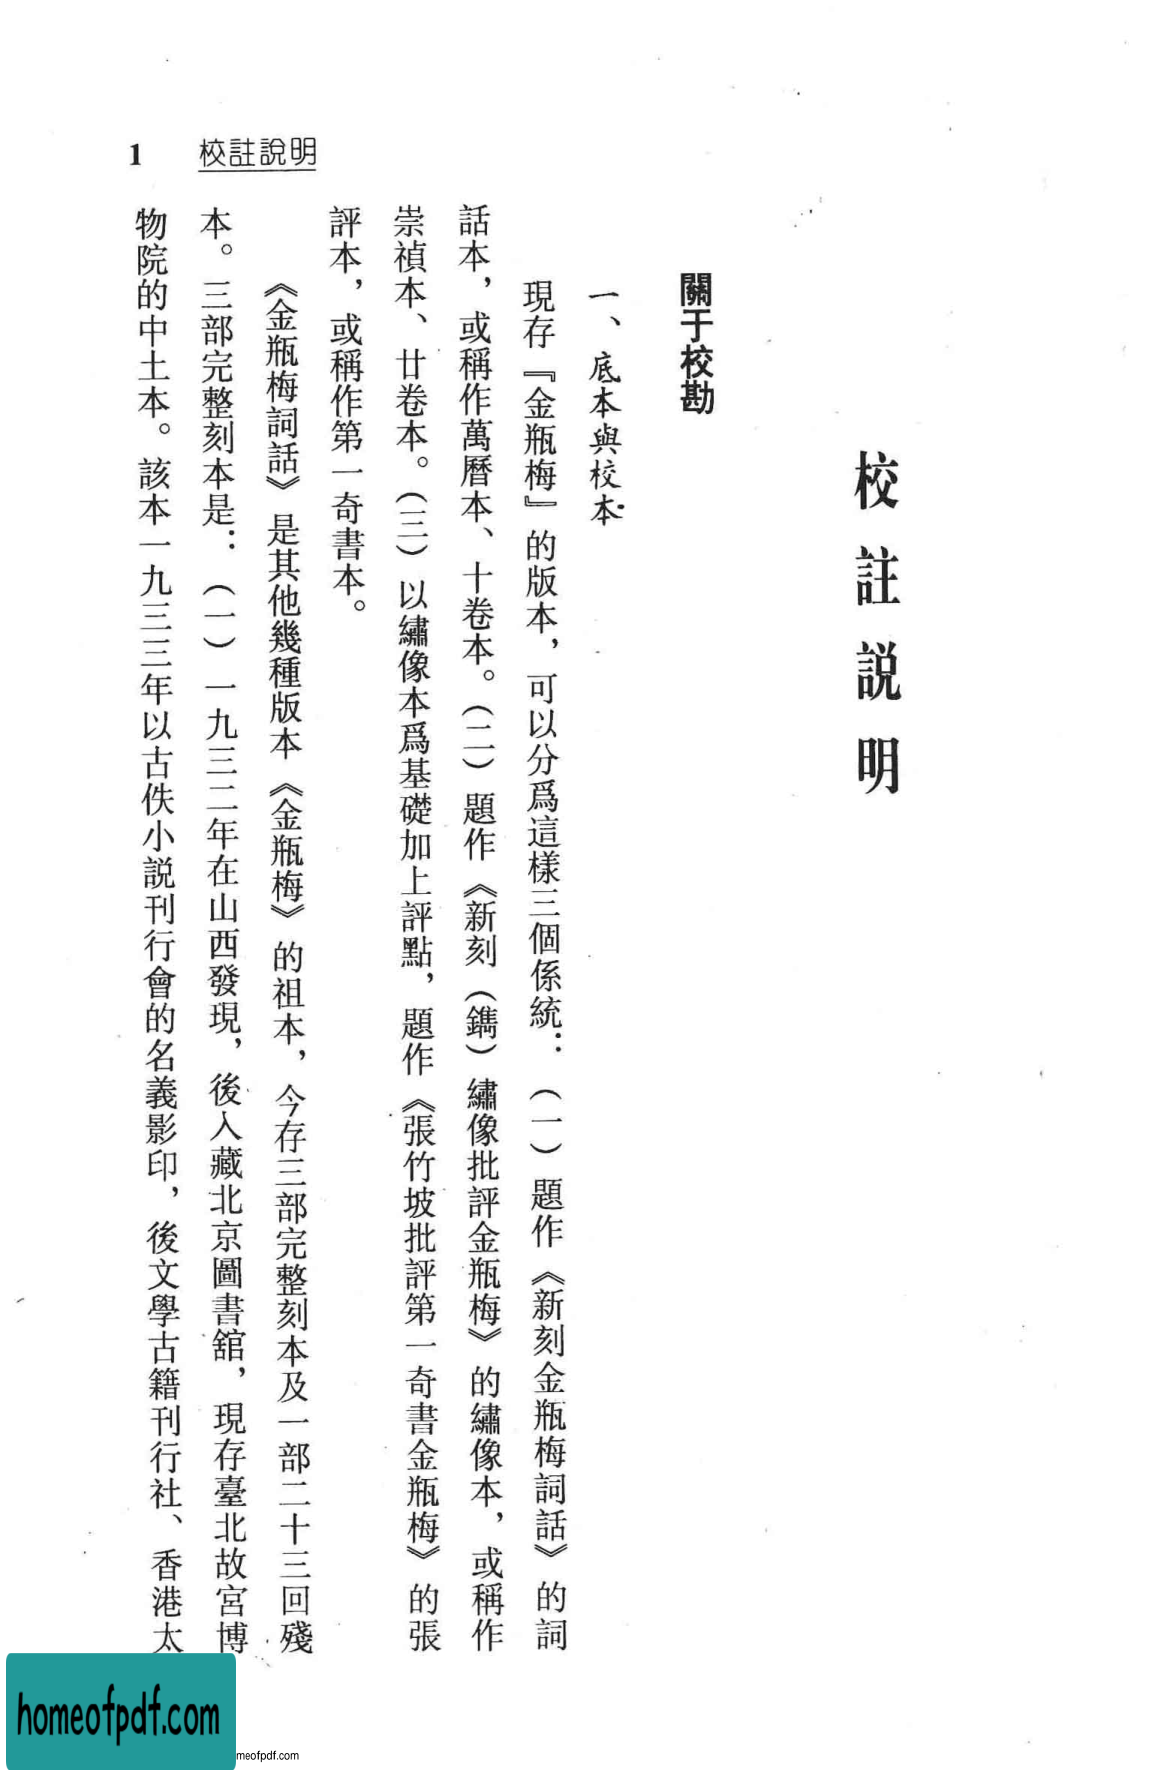 校註說明
關于校勘
一、底本與校本
現存『金瓶梅』的版本，可以分爲這樣三個係統：（一）題作《新刻金瓶梅詞話》的詞
話本，或稱作萬曆本、十卷本。（二）題作《新刻（鐫）繡像批評金瓶梅》的繡像本，或稱作
崇禎本、廿卷本。（三）以繡像本爲基礎加上評點，題作《張竹坡批評第一奇書金瓶梅》的張
評本，或稱作第一奇書本。
《金瓶梅詞話》是其他幾種版本《金瓶梅》的祖本，今存三部完整刻本及一部二十三回殘
本。三部完整刻本是：（一）一九三二年在山西發現，後入藏北京圖書舘，現存臺北故宮博
物院的中土本。該本一九三三年以古佚小説刊行會的名義影印，後文學古籍刊行社、香港太
校註說明
1
homeofpdf.com
meofpdf.com